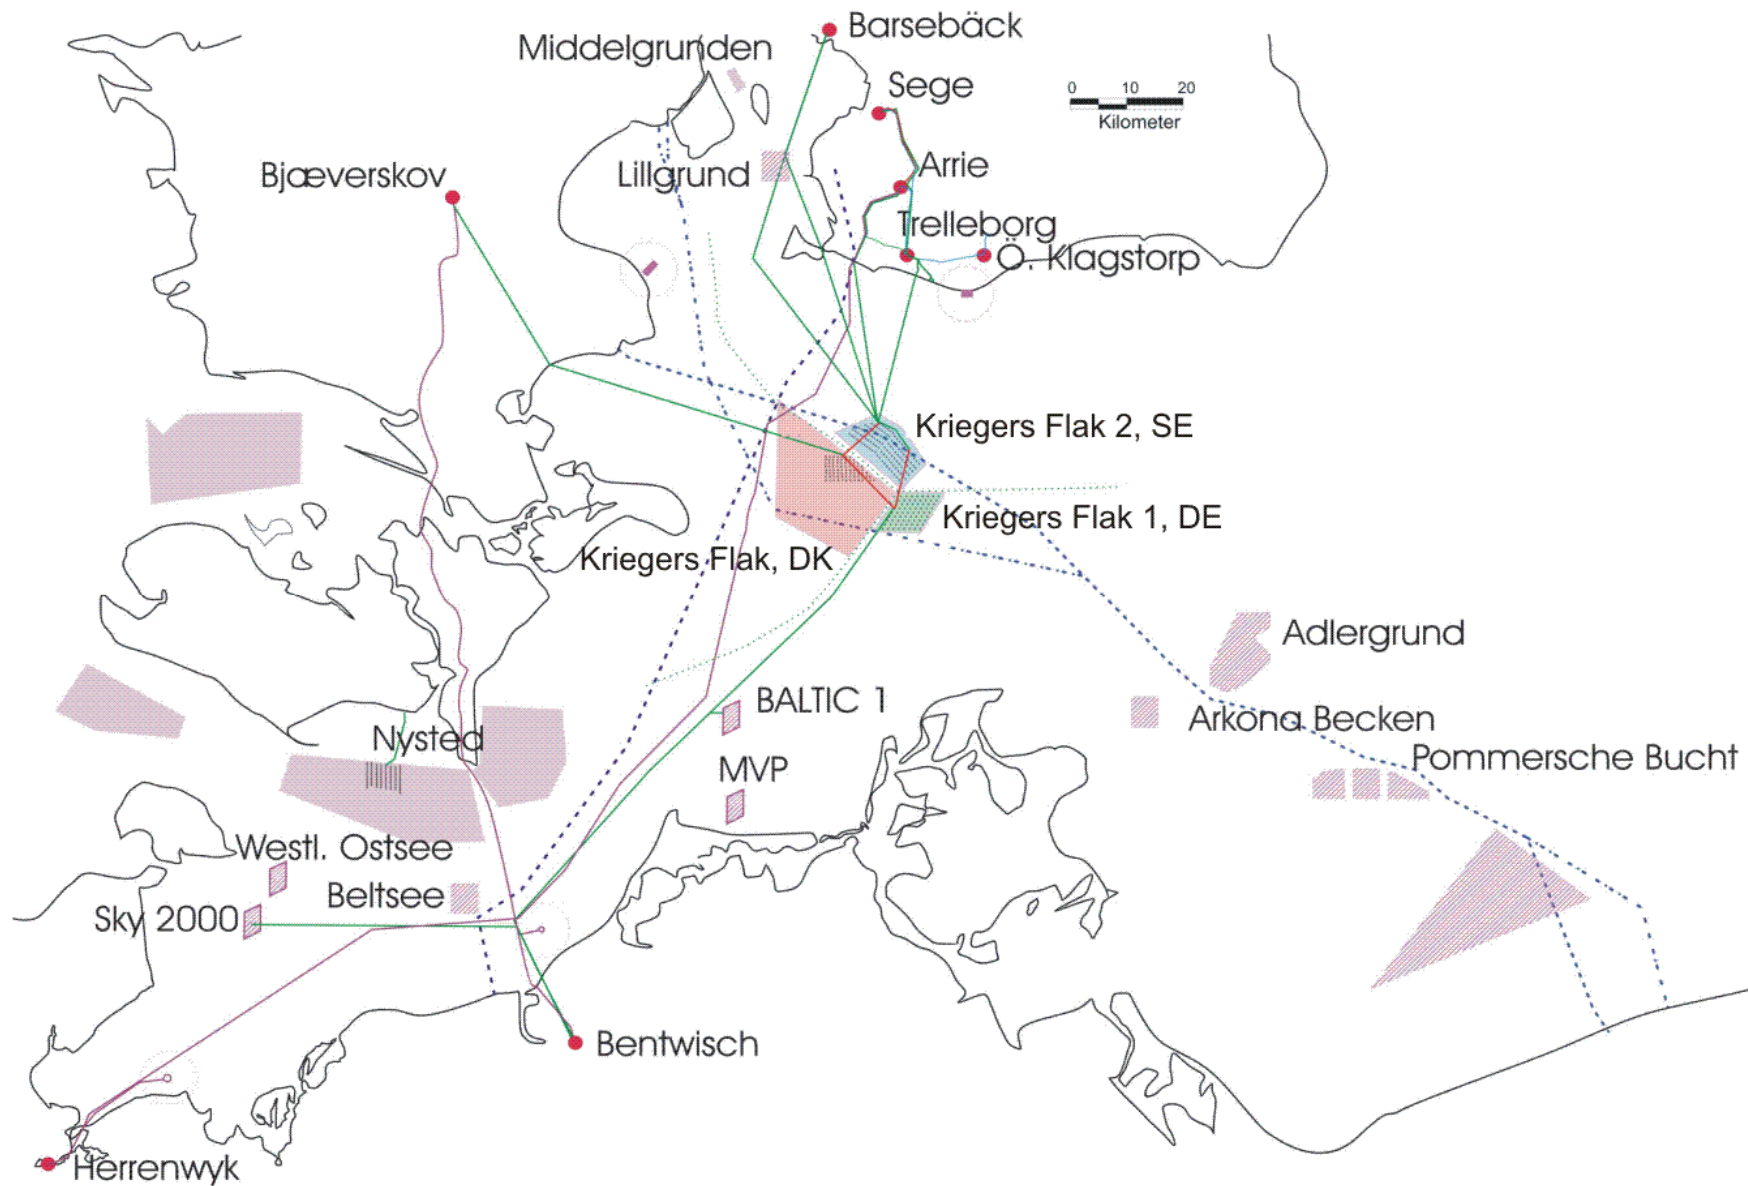 Barsebäck
Middelgrunden
Sege
0 10 20
Kilometer
Bjæverskov
Lillgrund
Arrie
Trelleborg
Ö. Klagstorp
Kriegers Flak 2, SE
Kriegers Flak 1, DE
Kriegers Flak, DK
Adlergrund
BALTIC 1
Arkona Becken
Nysted
MVP
Pommersche Bucht
Westl. Ostsee
Beltsee
Sky 2000
Bentwisch
Herrenwyk